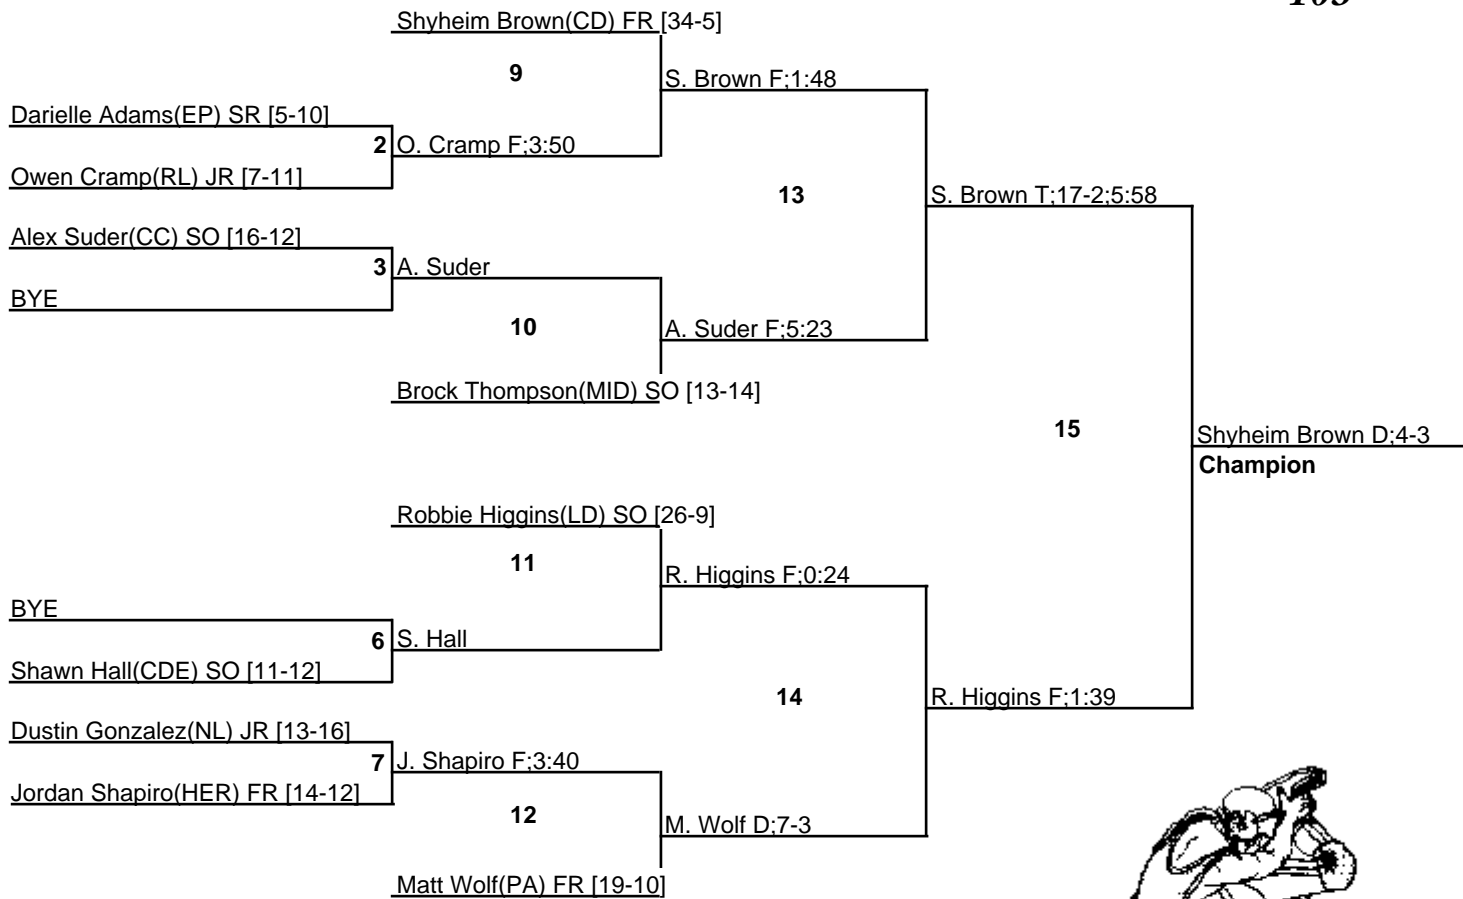 Shyheim Brown(CD) FR [34-5]
9
S. Brown F;1:48
Darielle Adams(EP) SR [5-10]
2 O. Cramp F;3:50
Owen Cramp(RL) JR [7-11]
13
S. Brown T;17-2;5:58
Alex Suder(CC) SO [16-12]
3 A. Suder
BYE
10
A. Suder F;5:23
Brock Thompson(MID) SO [13-14]
15
Shyheim Brown D;4-3
Champion
Robbie Higgins(LD) SO [26-9]
11
R. Higgins F;0:24
BYE
6 S. Hall
Shawn Hall(CDE) SO [11-12]
14
R. Higgins F;1:39
Dustin Gonzalez(NL) JR [13-16]
7 J. Shapiro F;3:40
Jordan Shapiro(HER) FR [14-12]
12
M. Wolf D;7-3
Matt Wolf(PA) FR [19-10]